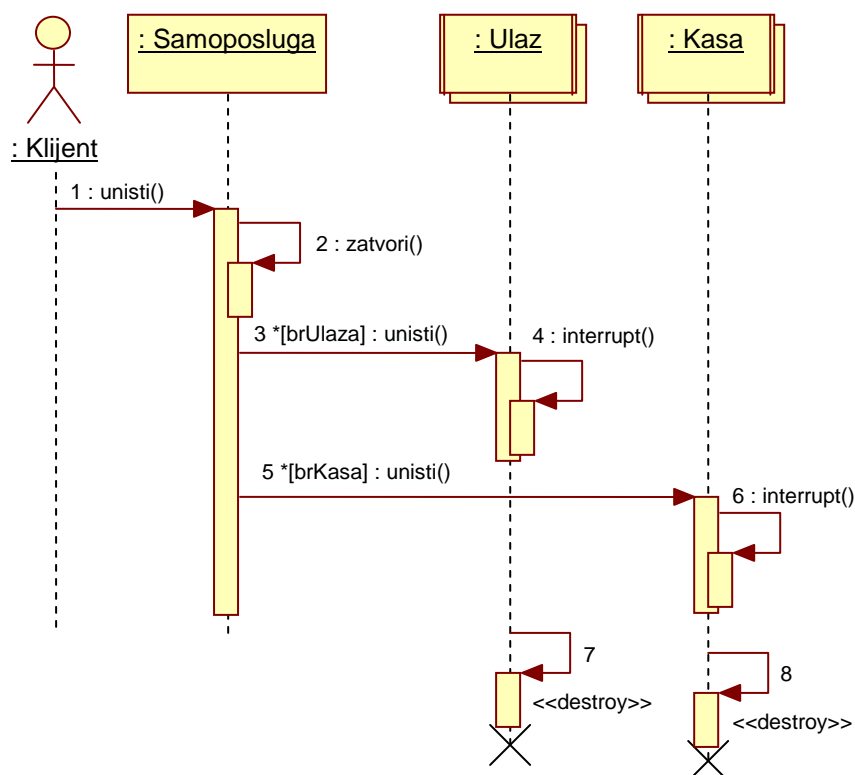 : Samoposluga
: Ulaz
: Kasa
: Klijent
1 : unisti()
2 : zatvori()
3 *[brUlaza] : unisti()
4 : interrupt()
5 *[brKasa] : unisti()
6 : interrupt()
7
<<destroy>>
8
<<destroy>>